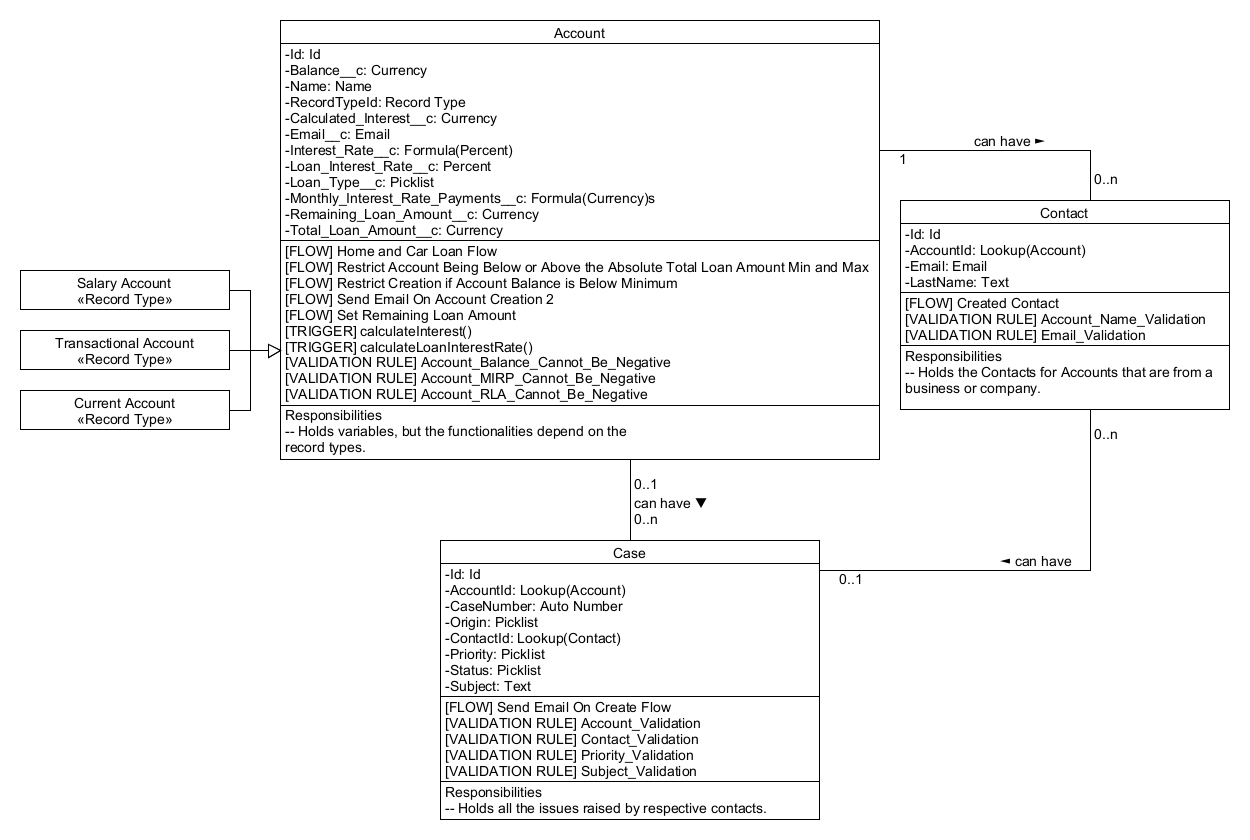 Account
-Id: Id
-Balance__c: Currency
-Name: Name
-RecordTypeId: Record Type
-Calculated_Interest__c: Currency
-Email__c: Email
-Interest_Rate__c: Formula(Percent)
-Loan_Interest_Rate__c: Percent
-Loan_Type__c: Picklist
-Monthly_Interest_Rate_Payments__c: Formula(Currency)s
-Remaining_Loan_Amount__c: Currency
-Total_Loan_Amount__c: Currency
[FLOW] Home and Car Loan Flow
[FLOW] Restrict Account Being Below or Above the Absolute Total Loan Amount Min and Max
[FLOW] Restrict Creation if Account Balance is Below Minimum
[FLOW] Send Email On Account Creation 2
[FLOW] Set Remaining Loan Amount
[TRIGGER] calculateInterest()
[TRIGGER] calculateLoanInterestRate()
[VALIDATION RULE] Account_Balance_Cannot_Be_Negative
[VALIDATION RULE] Account_MIRP_Cannot_Be_Negative
[VALIDATION RULE] Account_RLA_Cannot_Be_Negative
Responsibilities
-- Holds variables, but the functionalities depend on the
record types.
Salary Account
«Record Type»
Transactional Account
«Record Type»
Current Account
«Record Type»
can have ►
1
0..n
Contact
-Id: Id
-AccountId: Lookup(Account)
-Email: Email
-LastName: Text
[FLOW] Created Contact
[VALIDATION RULE] Account_Name_Validation
[VALIDATION RULE] Email_Validation
Responsibilities
-- Holds the Contacts for Accounts that are from a
business or company.
0..n
◄ can have
0..1
0..1
can have ▼
0..n
Case
-Id: Id
-AccountId: Lookup(Account)
-CaseNumber: Auto Number
-Origin: Picklist
-ContactId: Lookup(Contact)
-Priority: Picklist
-Status: Picklist
-Subject: Text
[FLOW] Send Email On Create Flow
[VALIDATION RULE] Account_Validation
[VALIDATION RULE] Contact_Validation
[VALIDATION RULE] Priority_Validation
[VALIDATION RULE] Subject_Validation
Responsibilities
-- Holds all the issues raised by respective contacts.